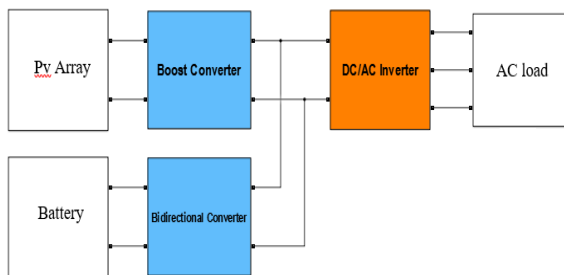 Pv Array
Boost Converter
DC/AC Inverter
AC load
Battery
Bidirectional Converter